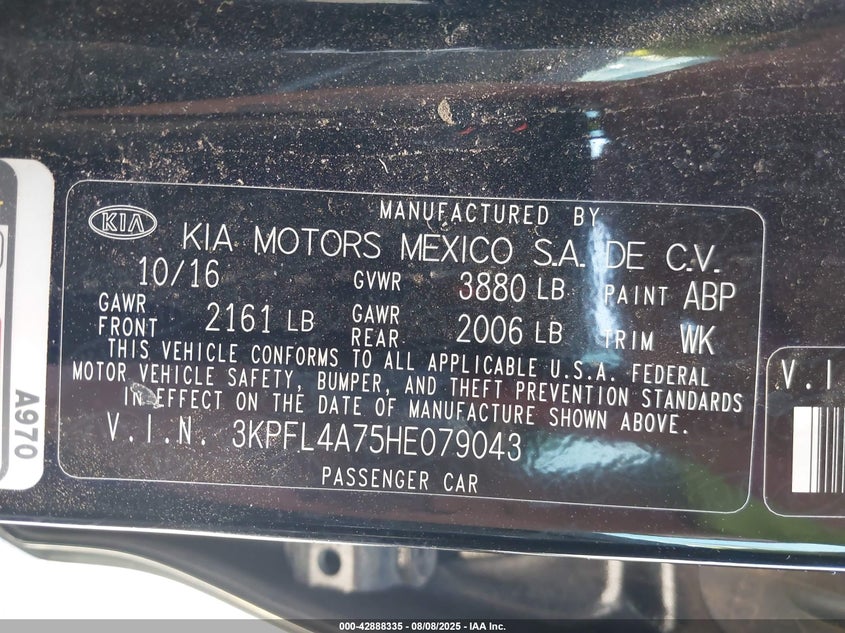 MANUFACTURED BY
KIA KIA MOTORS MEXICO S.A. DE C.V.
10/16 GVWR 3880 LB PAINT ABP
GAWR FRONT 2161 LB GAWR REAR 2006 LB TRIM WK
THIS VEHICLE CONFORMS TO ALL APPLICABLE U.S.A. FEDERAL
MOTOR VEHICLE SAFETY, BUMPER, AND THEFT PREVENTION STANDARDS
IN EFFECT ON THE DATE OF MANUFACTURE SHOWN ABOVE.
V.I.N. 3KPFL4A75HE079043
PASSENGER CAR
A970
V.I
000-42888335 - 08/08/2025 - IAA Inc.